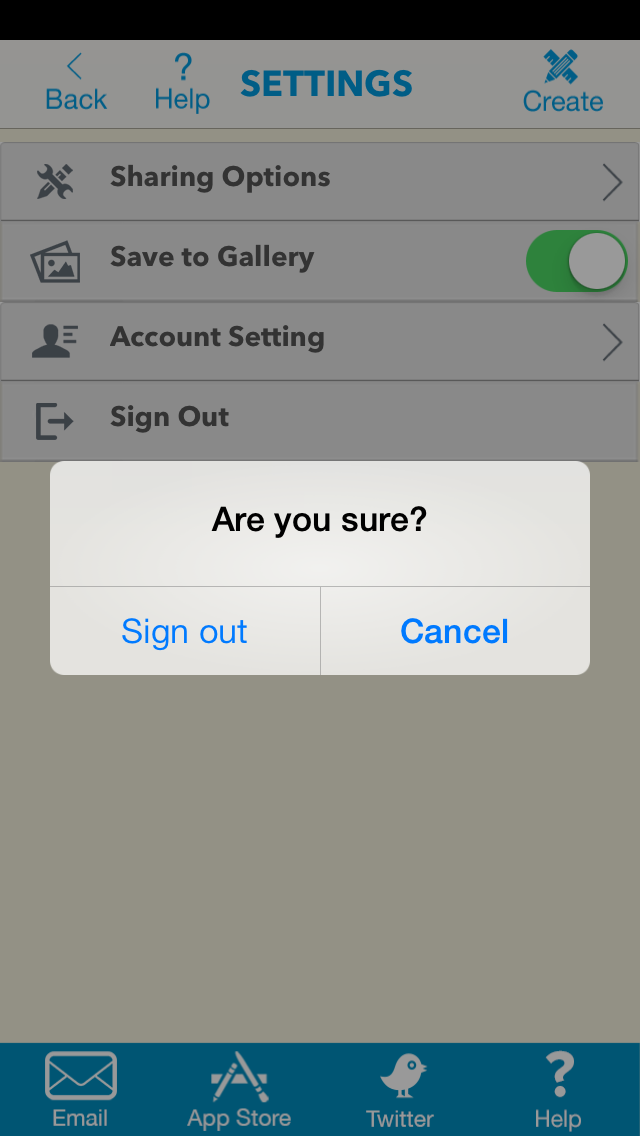 Back
Help
SETTINGS
Create
Sharing Options
Save to Gallery
Account Setting
Sign Out
Are you sure?
Sign out
Cancel
Email
App Store
Twitter
Help